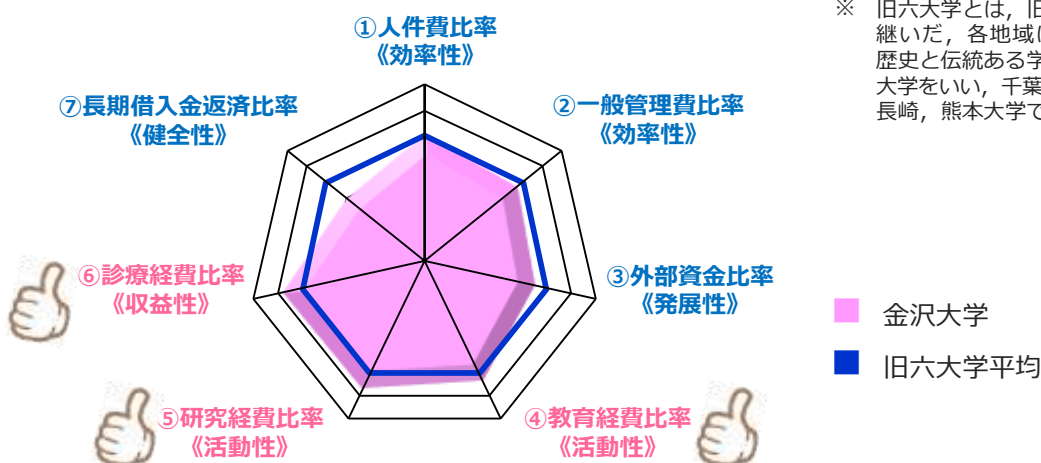 ①人件費比率
《効率性》
②一般管理費比率
《効率性》
③外部資金比率
《発展性》
④教育経費比率
《活動性》
⑤研究経費比率
《活動性》
⑥診療経費比率
《収益性》
⑦長期借入金返済比率
《健全性》
※ 旧六大学とは，旧
継いだ，各地域に
歴史と伝統ある学
大学をいい，千葉
長崎，熊本大学で
金沢大学
旧六大学平均